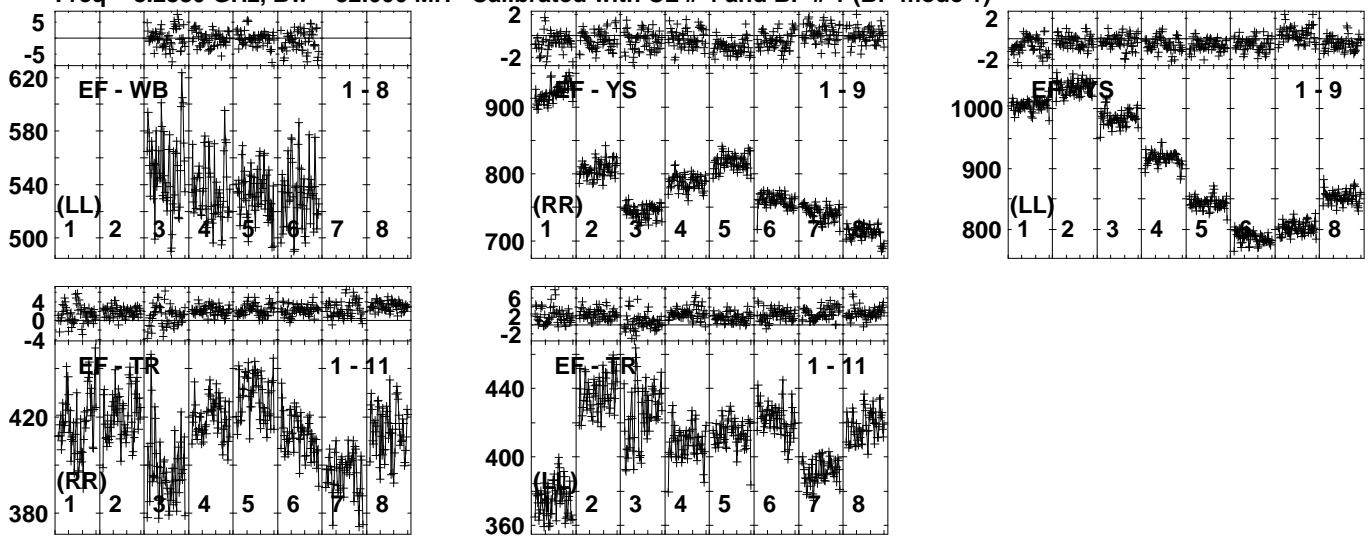 5
-5
620
580
540
500
EF - WB
1 - 8
(LL)
1 2 3 4 5 6 7 8
2
-2
900
800
700
EF - YS
1 - 9
(RR)
1 2 3 4 5 6 7 8
2
-2
1000
900
800
1 - 9
(LL)
1 2 3 4 5 6 8
4
0
-4
420
380
EF - TR
1 - 11
(RR)
1 2 3 4 5 6 7 8
6
2
-2
440
400
360
EF - TR
1 - 11
(LL)
2 3 4 5 6 7 8